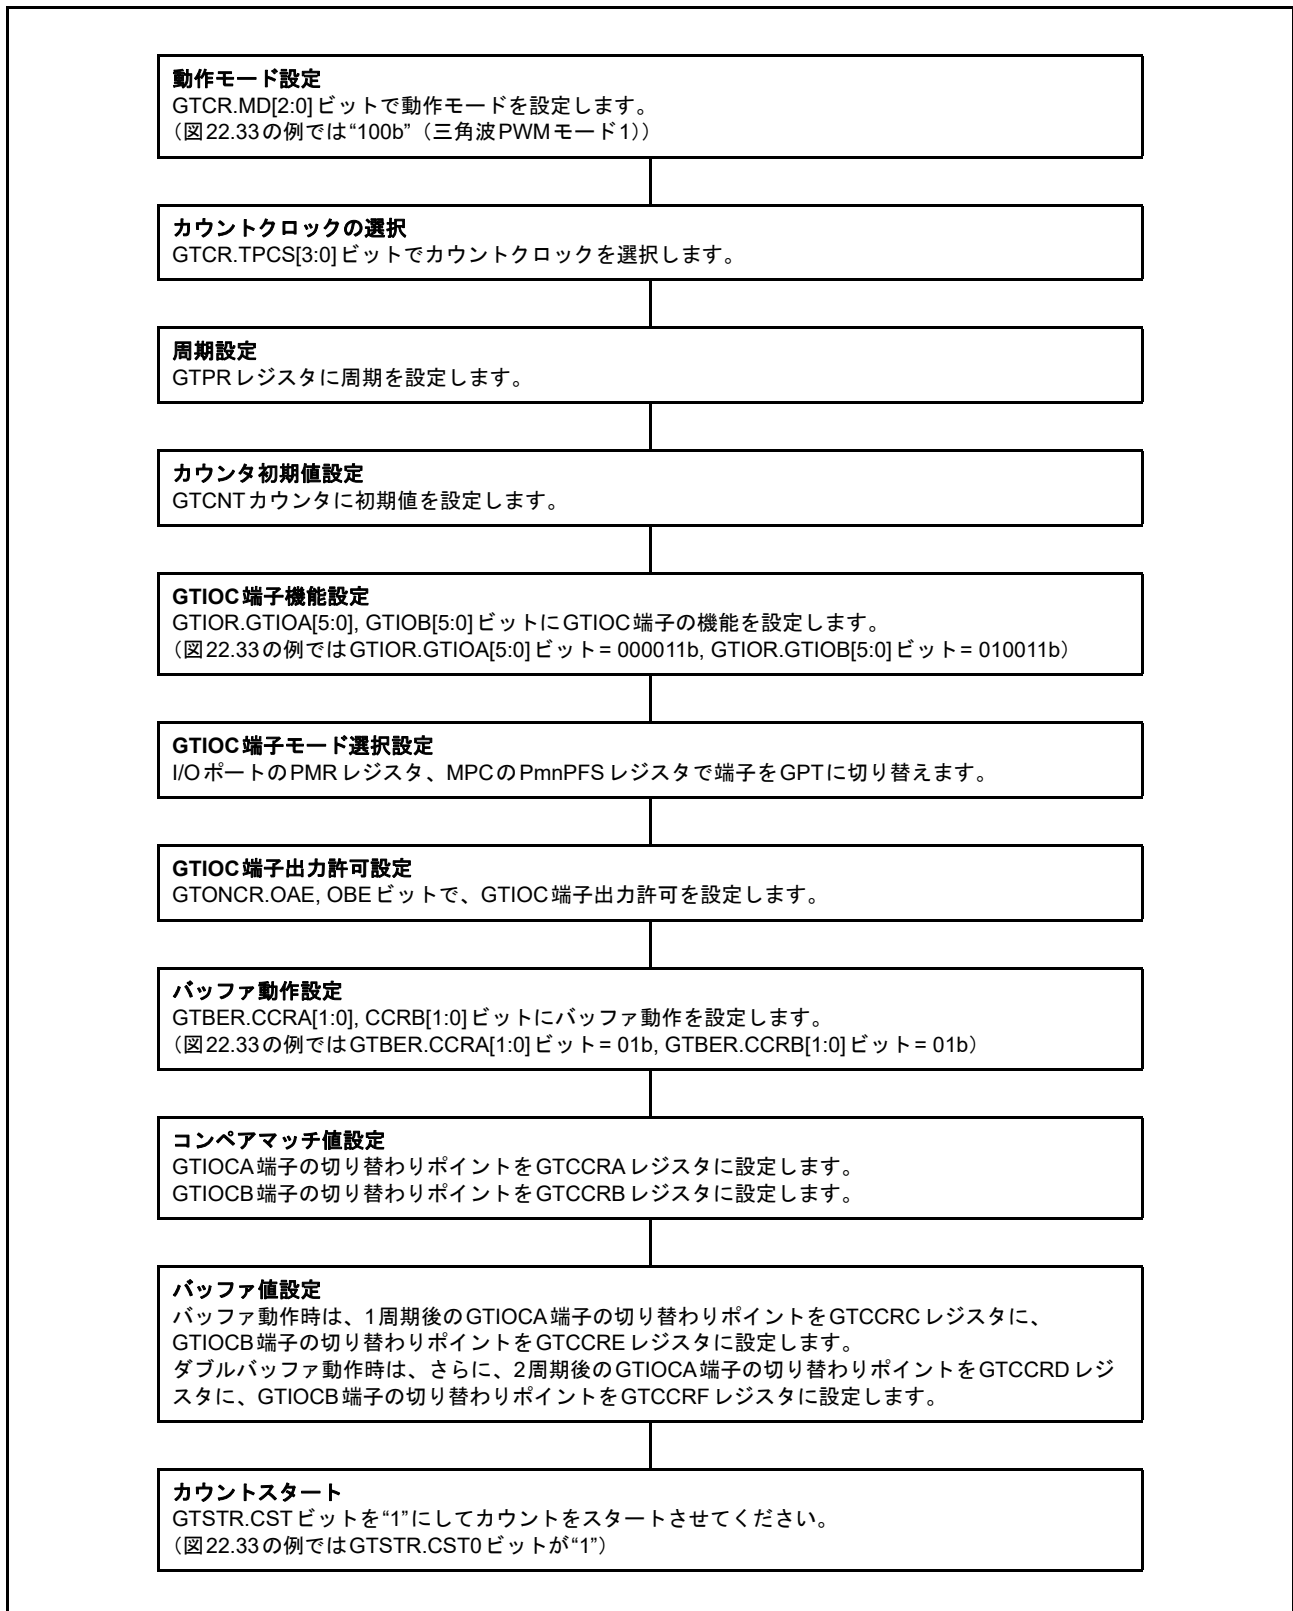 動作モード設定
GTCR.MD[2:0]ビットで動作モードを設定します。
（図22.33の例では“100b”（三角波PWMモード1））
カウントクロックの選択
GTCR.TPCS[3:0]ビットでカウントクロックを選択します。
周期設定
GTPRレジスタに周期を設定します。
カウンタ初期値設定
GTCNTカウンタに初期値を設定します。
GTIOC端子機能設定
GTIOR.GTIOA[5:0], GTIOB[5:0]ビットにGTIOC端子の機能を設定します。
（図22.33の例ではGTIOR.GTIOA[5:0]ビット= 000011b, GTIOR.GTIOB[5:0]ビット= 010011b）
GTIOC端子モード選択設定
I/OポートのPMRレジスタ、MPCのPmnPFSレジスタで端子をGPTに切り替えます。
GTIOC端子出力許可設定
GTONCR.OAE, OBEビットで、GTIOC端子出力許可を設定します。
バッファ動作設定
GTBER.CCRA[1:0], CCRB[1:0]ビットにバッファ動作を設定します。
（図22.33の例ではGTBER.CCRA[1:0]ビット= 01b, GTBER.CCRB[1:0]ビット= 01b）
コンペアマッチ値設定
GTIOCA端子の切り替わりポイントをGTCCRAレジスタに設定します。
GTIOCB端子の切り替わりポイントをGTCCRBレジスタに設定します。
バッファ値設定
バッファ動作時は、1周期後のGTIOCA端子の切り替わりポイントをGTCCRCレジスタに、
GTIOCB端子の切り替わりポイントをGTCCREレジスタに設定します。
ダブルバッファ動作時は、さらに、2周期後のGTIOCA端子の切り替わりポイントをGTCCRDレジ
スタに、GTIOCB端子の切り替わりポイントをGTCCRFレジスタに設定します。
カウントスタート
GTSTR.CSTビットを“1”にしてカウントをスタートさせてください。
（図22.33の例ではGTSTR.CST0ビットが“1”）